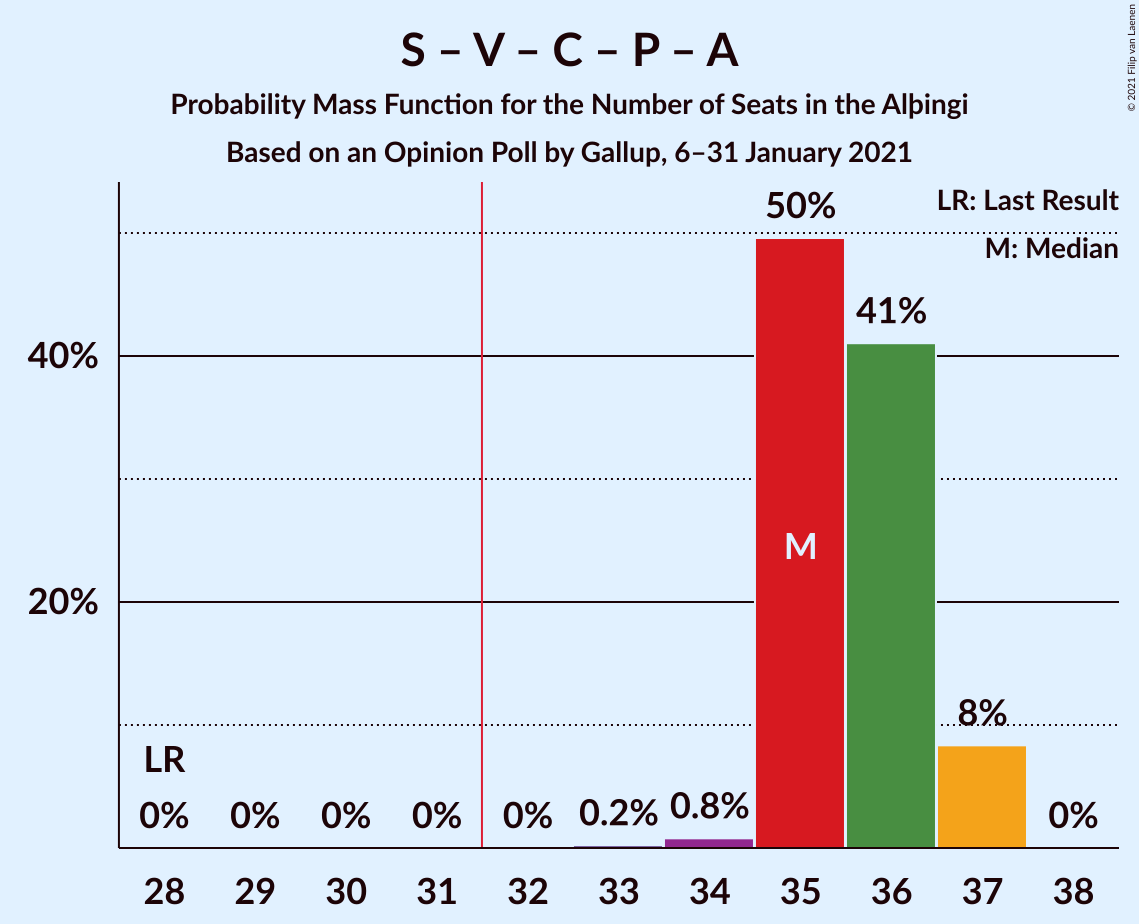 S – V – C – P – A
Probability Mass Function for the Number of Seats in the Alþingi
Based on an Opinion Poll by Gallup, 6–31 January 2021
© 2021 Filip van Laenen
LR: Last Result
M: Median
50%
41%
40%
M
20%
8%
LR
0% 0% 0% 0% 0% 0.2% 0.8% 0%
28 29 30 31 32 33 34 35 36 37 38